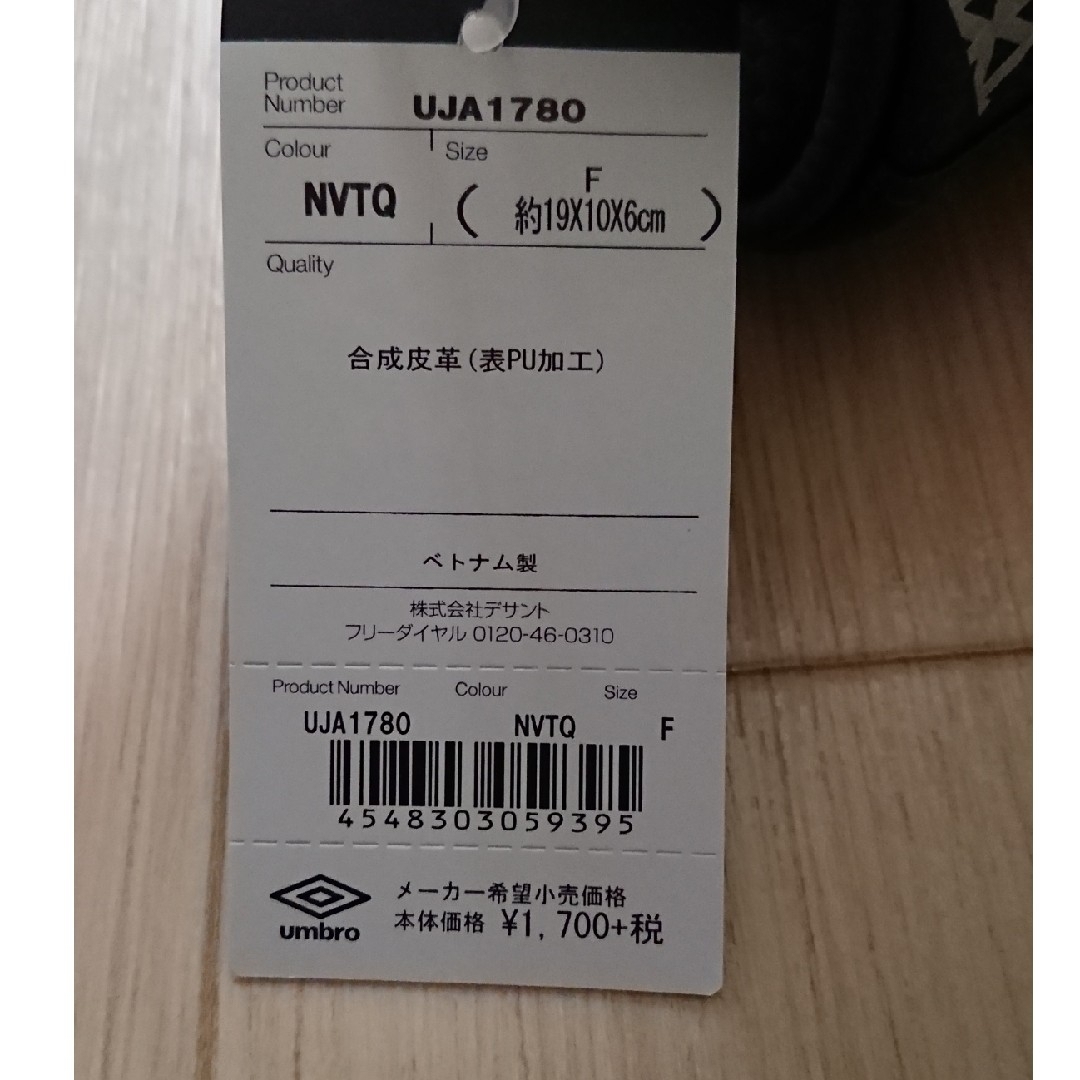 Product
Number UJA1780
Colour Size
NVTQ ( F
約19X10X6cm )
Quality
合成皮革(表PU加工)
ベトナム製
株式会社デサント
フリーダイヤル 0120-46-0310
Product Number Colour Size
UJA1780 NVTQ F
4548303059395
メーカー希望小売価格
umbro 本体価格 ¥1,700+税